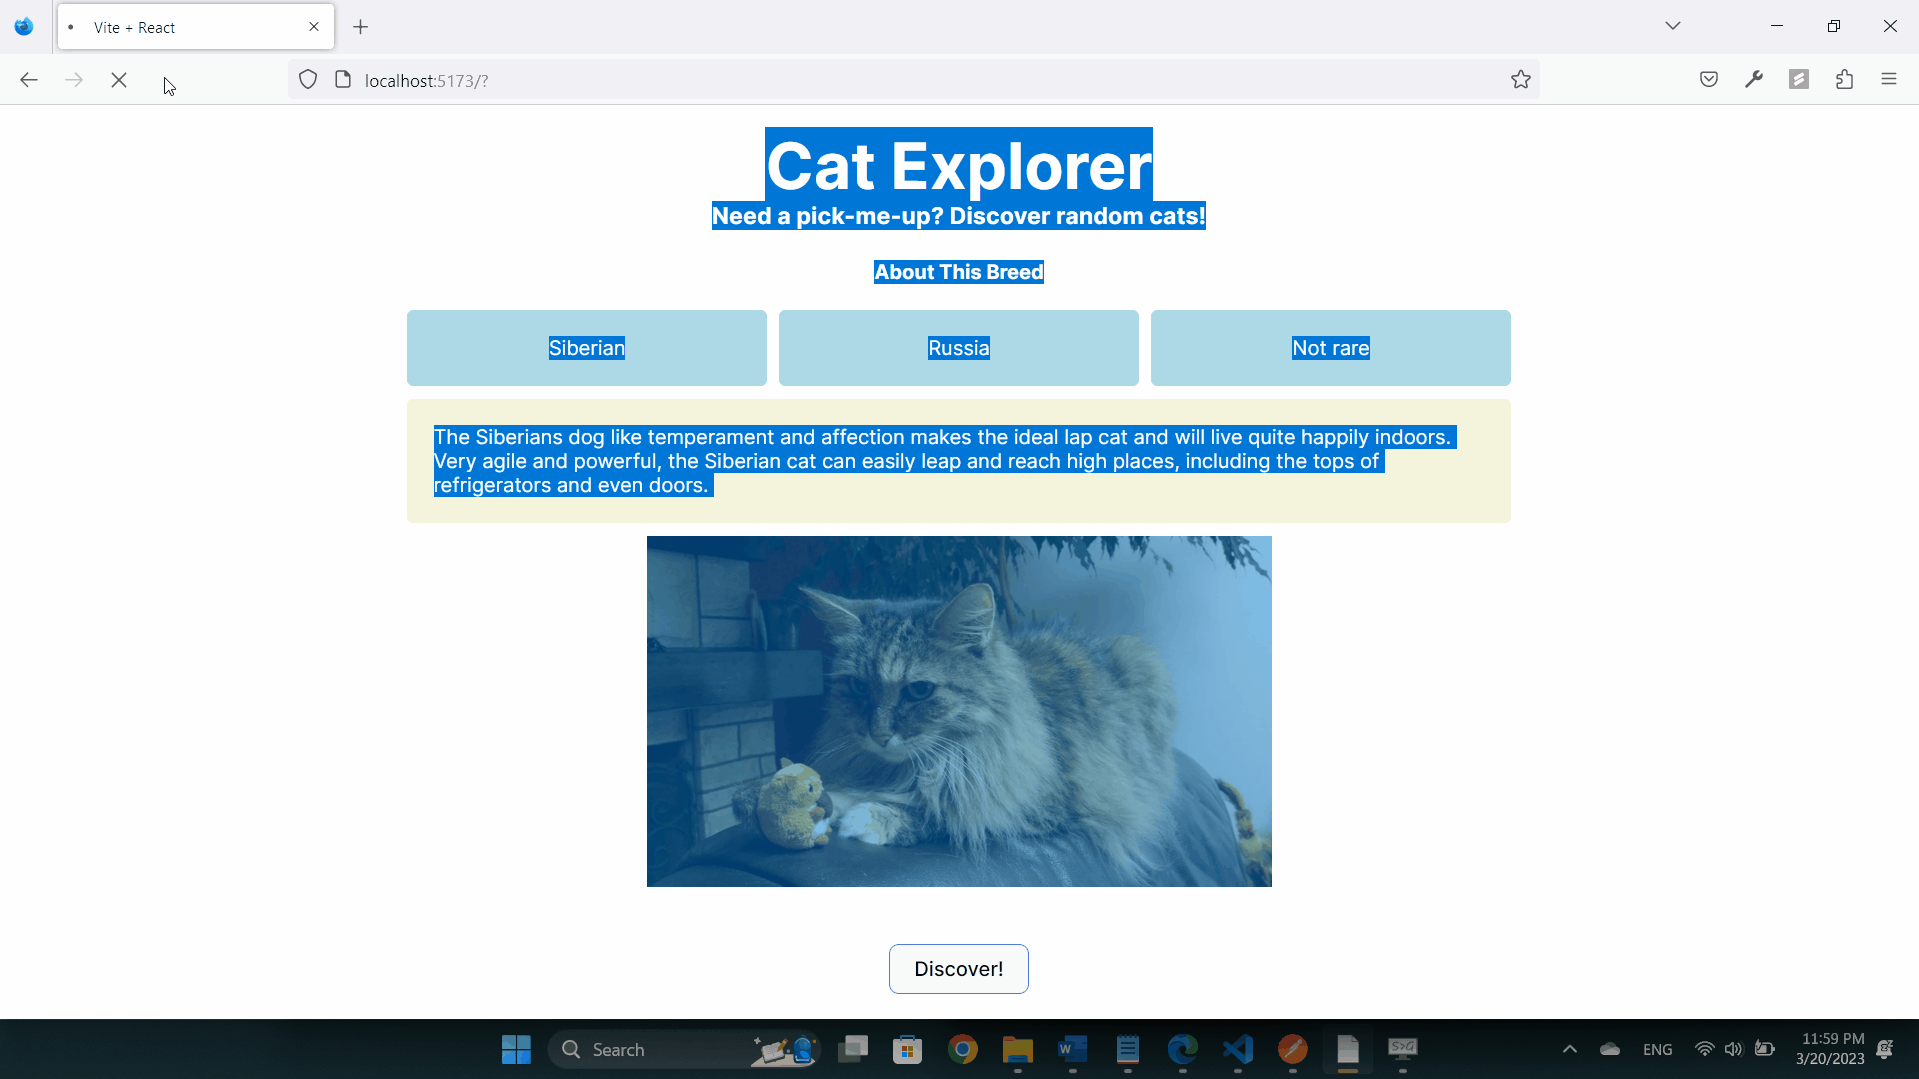 Vite + React
localhost:5173/?
Cat Explorer
Need a pick-me-up? Discover random cats!
About This Breed
Siberian
Russia
Not rare
The Siberians dog like temperament and affection makes the ideal lap cat and will live quite happily indoors.
Very agile and powerful, the Siberian cat can easily leap and reach high places, including the tops of
refrigerators and even doors.
Discover!
Search
ENG
11:59 PM
3/20/2023